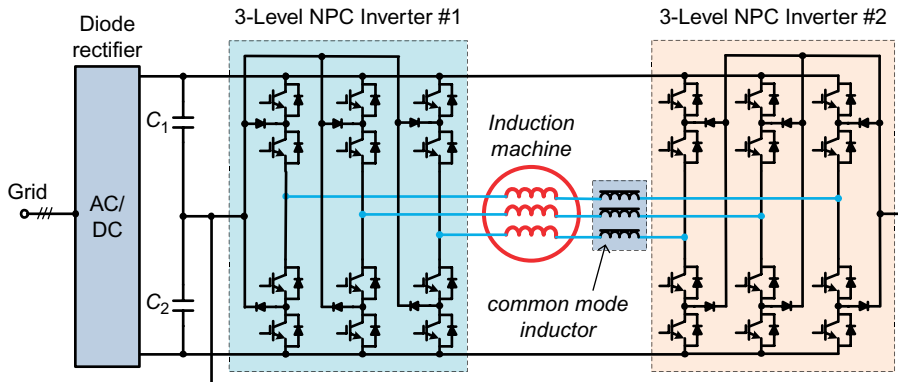 Diode
rectifier
3-Level NPC Inverter #1
3-Level NPC Inverter #2
C1
Induction
machine
Grid
AC/
DC
C2
common mode
inductor